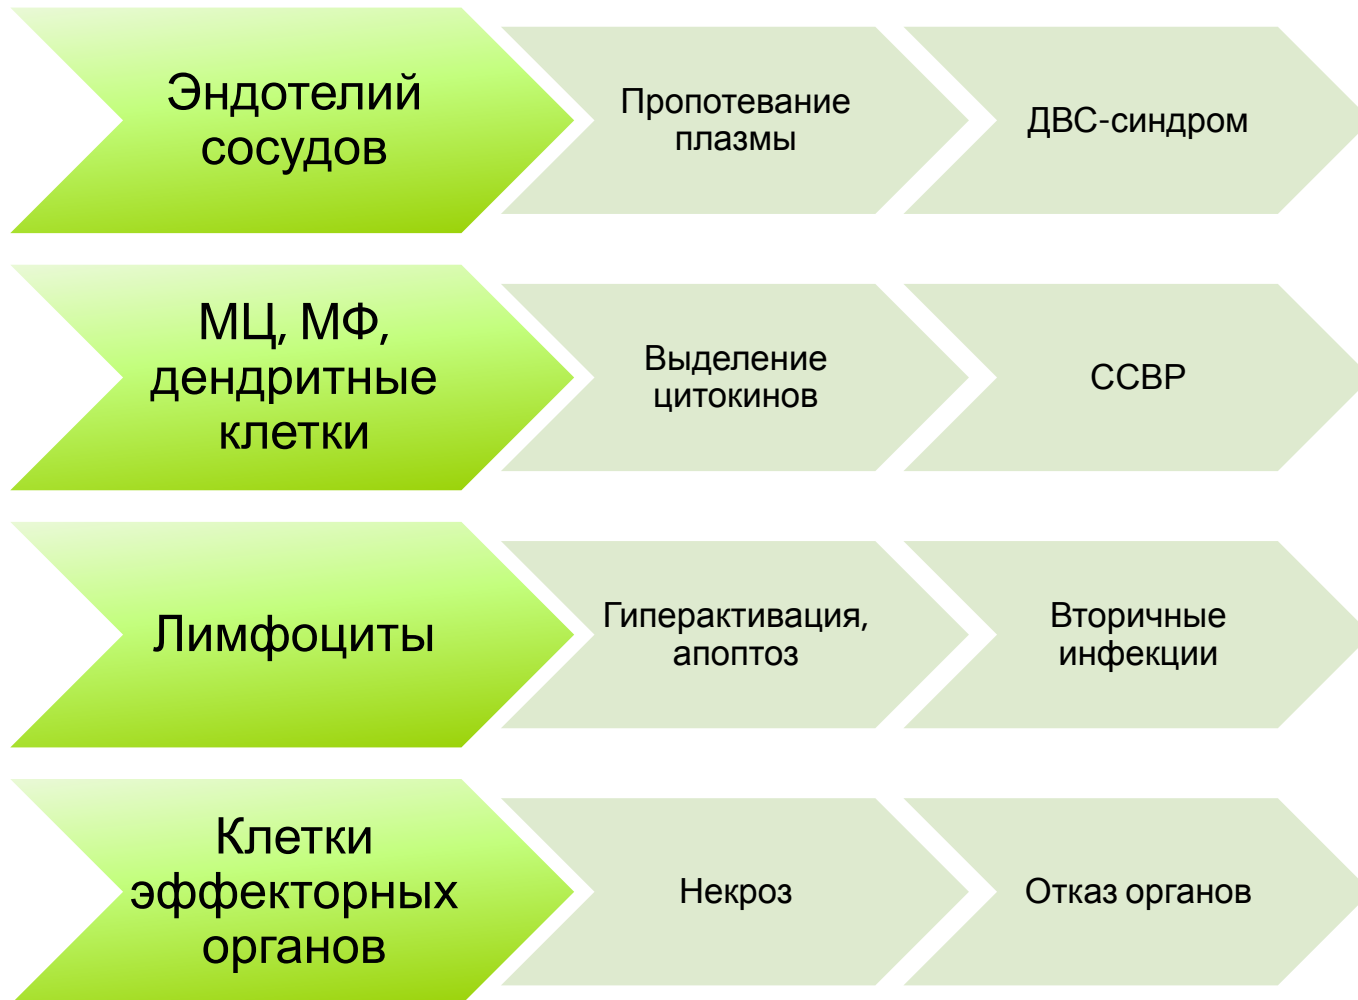 Эндотелий
сосудов
Пропотевание
плазмы
ДВС-синдром
МЦ, МФ,
дендритные
клетки
Выделение
цитокинов
ССВР
Лимфоциты
Гиперактивация,
апоптоз
Вторичные
инфекции
Клетки
эффекторных
органов
Некроз
Отказ органов